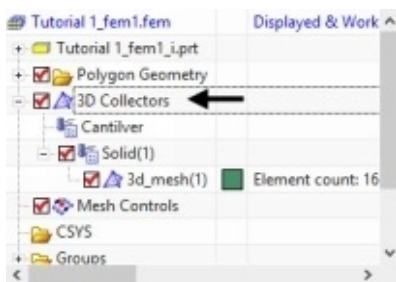 Tutorial 1_fem1.fem Displayed & Work
Tutorial 1_fem1_i.prt
Polygon Geometry
3D Collectors
Cantilver
Solid(1)
3d_mesh(1) Element count: 16
Mesh Controls
CSYS
Groups